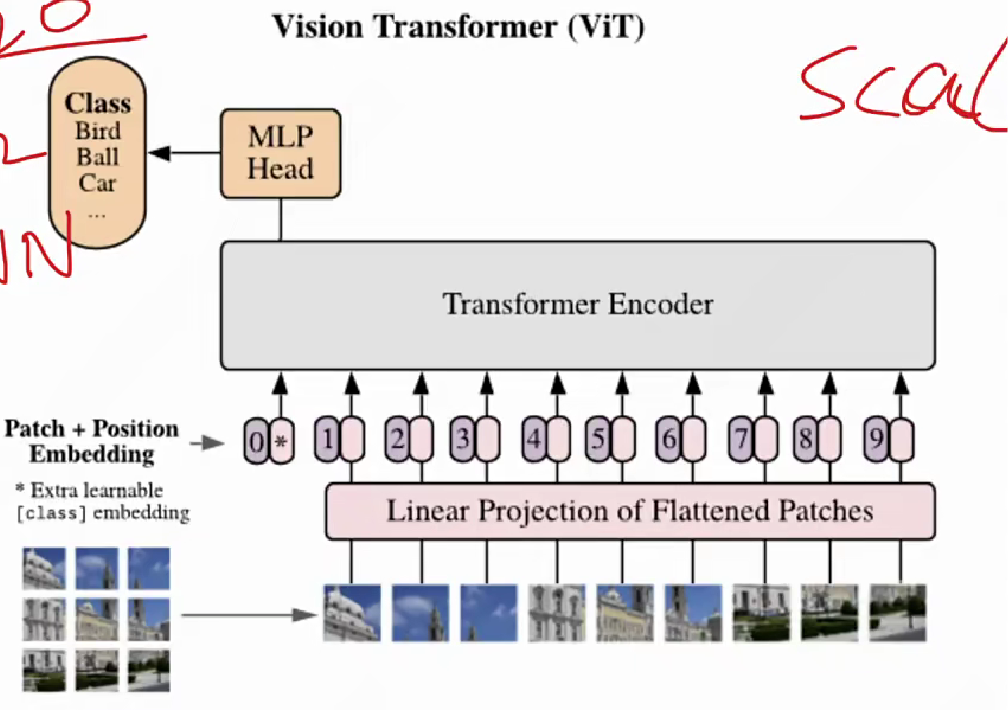 Vision Transformer (ViT)
Class
Bird
Ball
Car
...
MLP
Head
Transformer Encoder
Patch + Position
Embedding
0 * 1 2 3 4 5 6 7 8 9
* Extra learnable
[class] embedding
Linear Projection of Flattened Patches